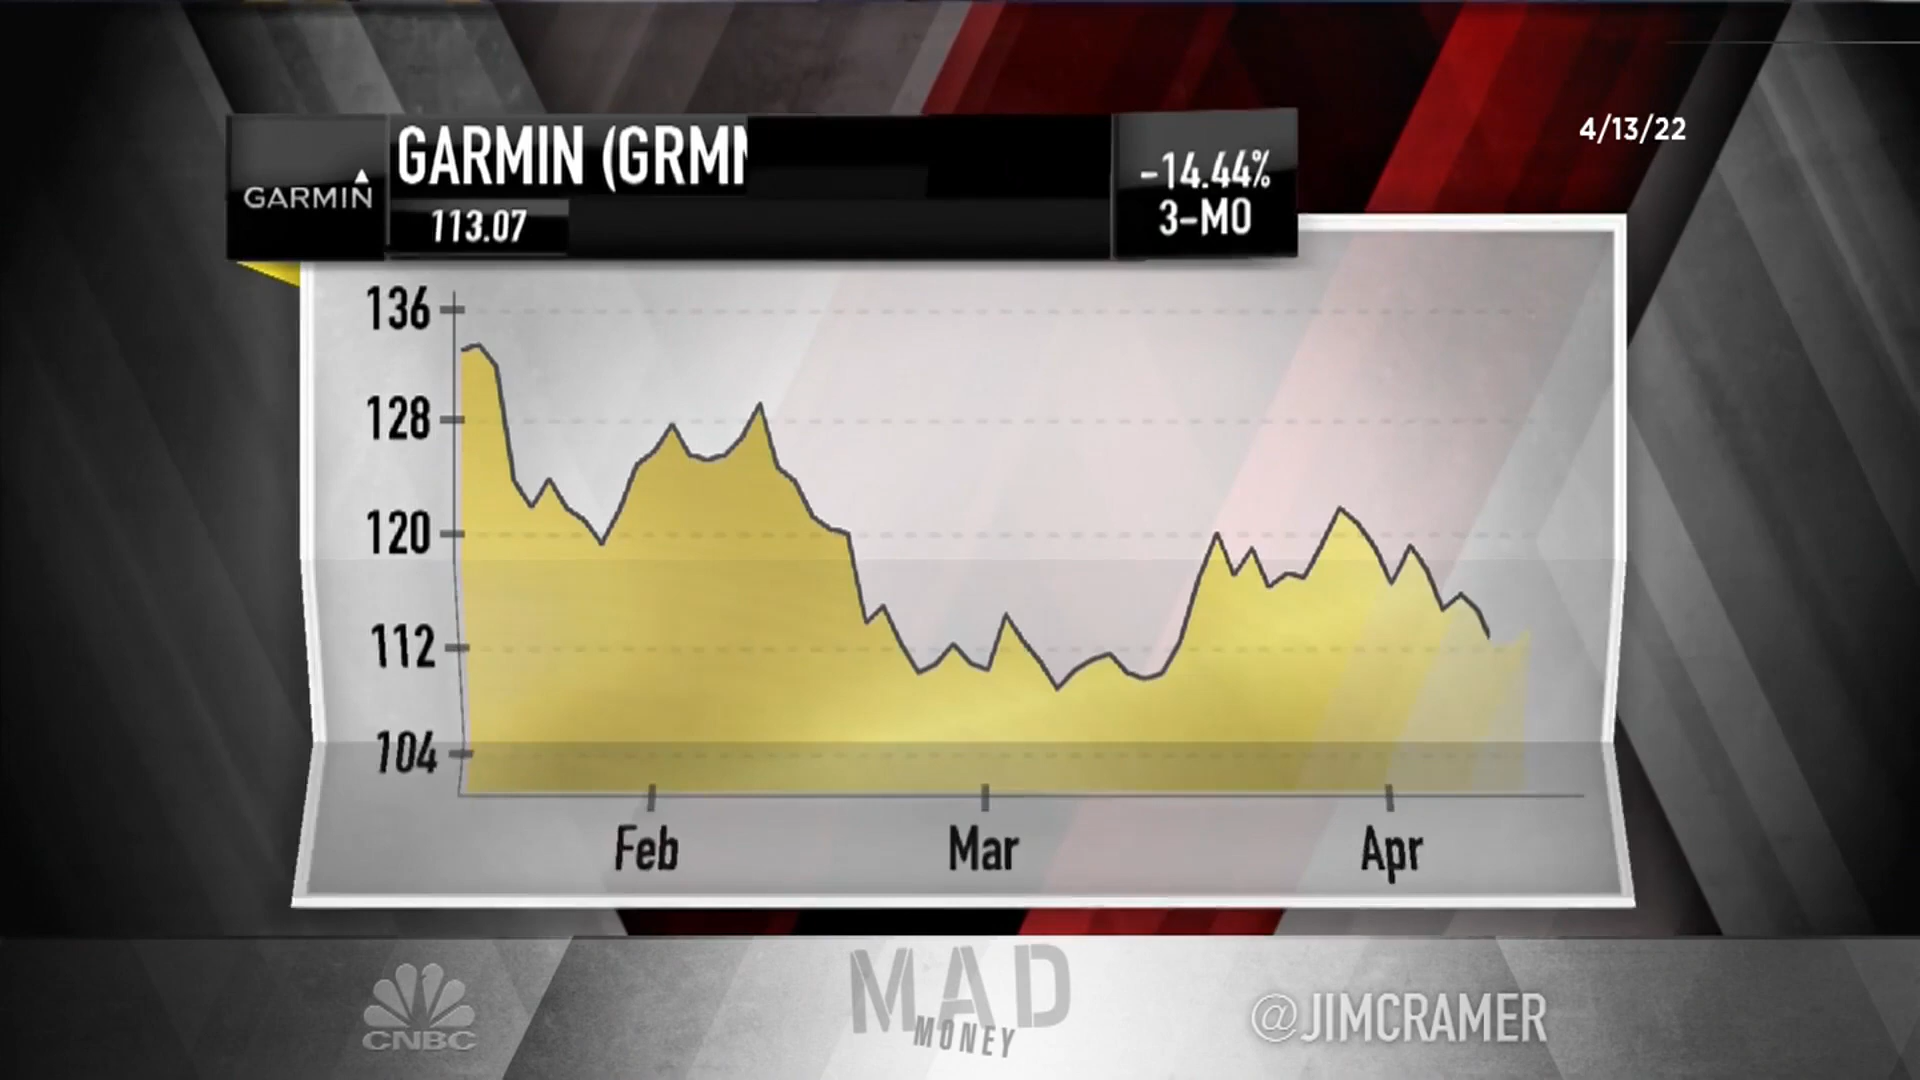 4/13/22
GARMIN
GARMIN (GRMN
113.07
-14.44%
3-MO
136
128
120
112
104
Feb
Mar
Apr
CNBC
MAD
MONEY
@JIMCRAMER